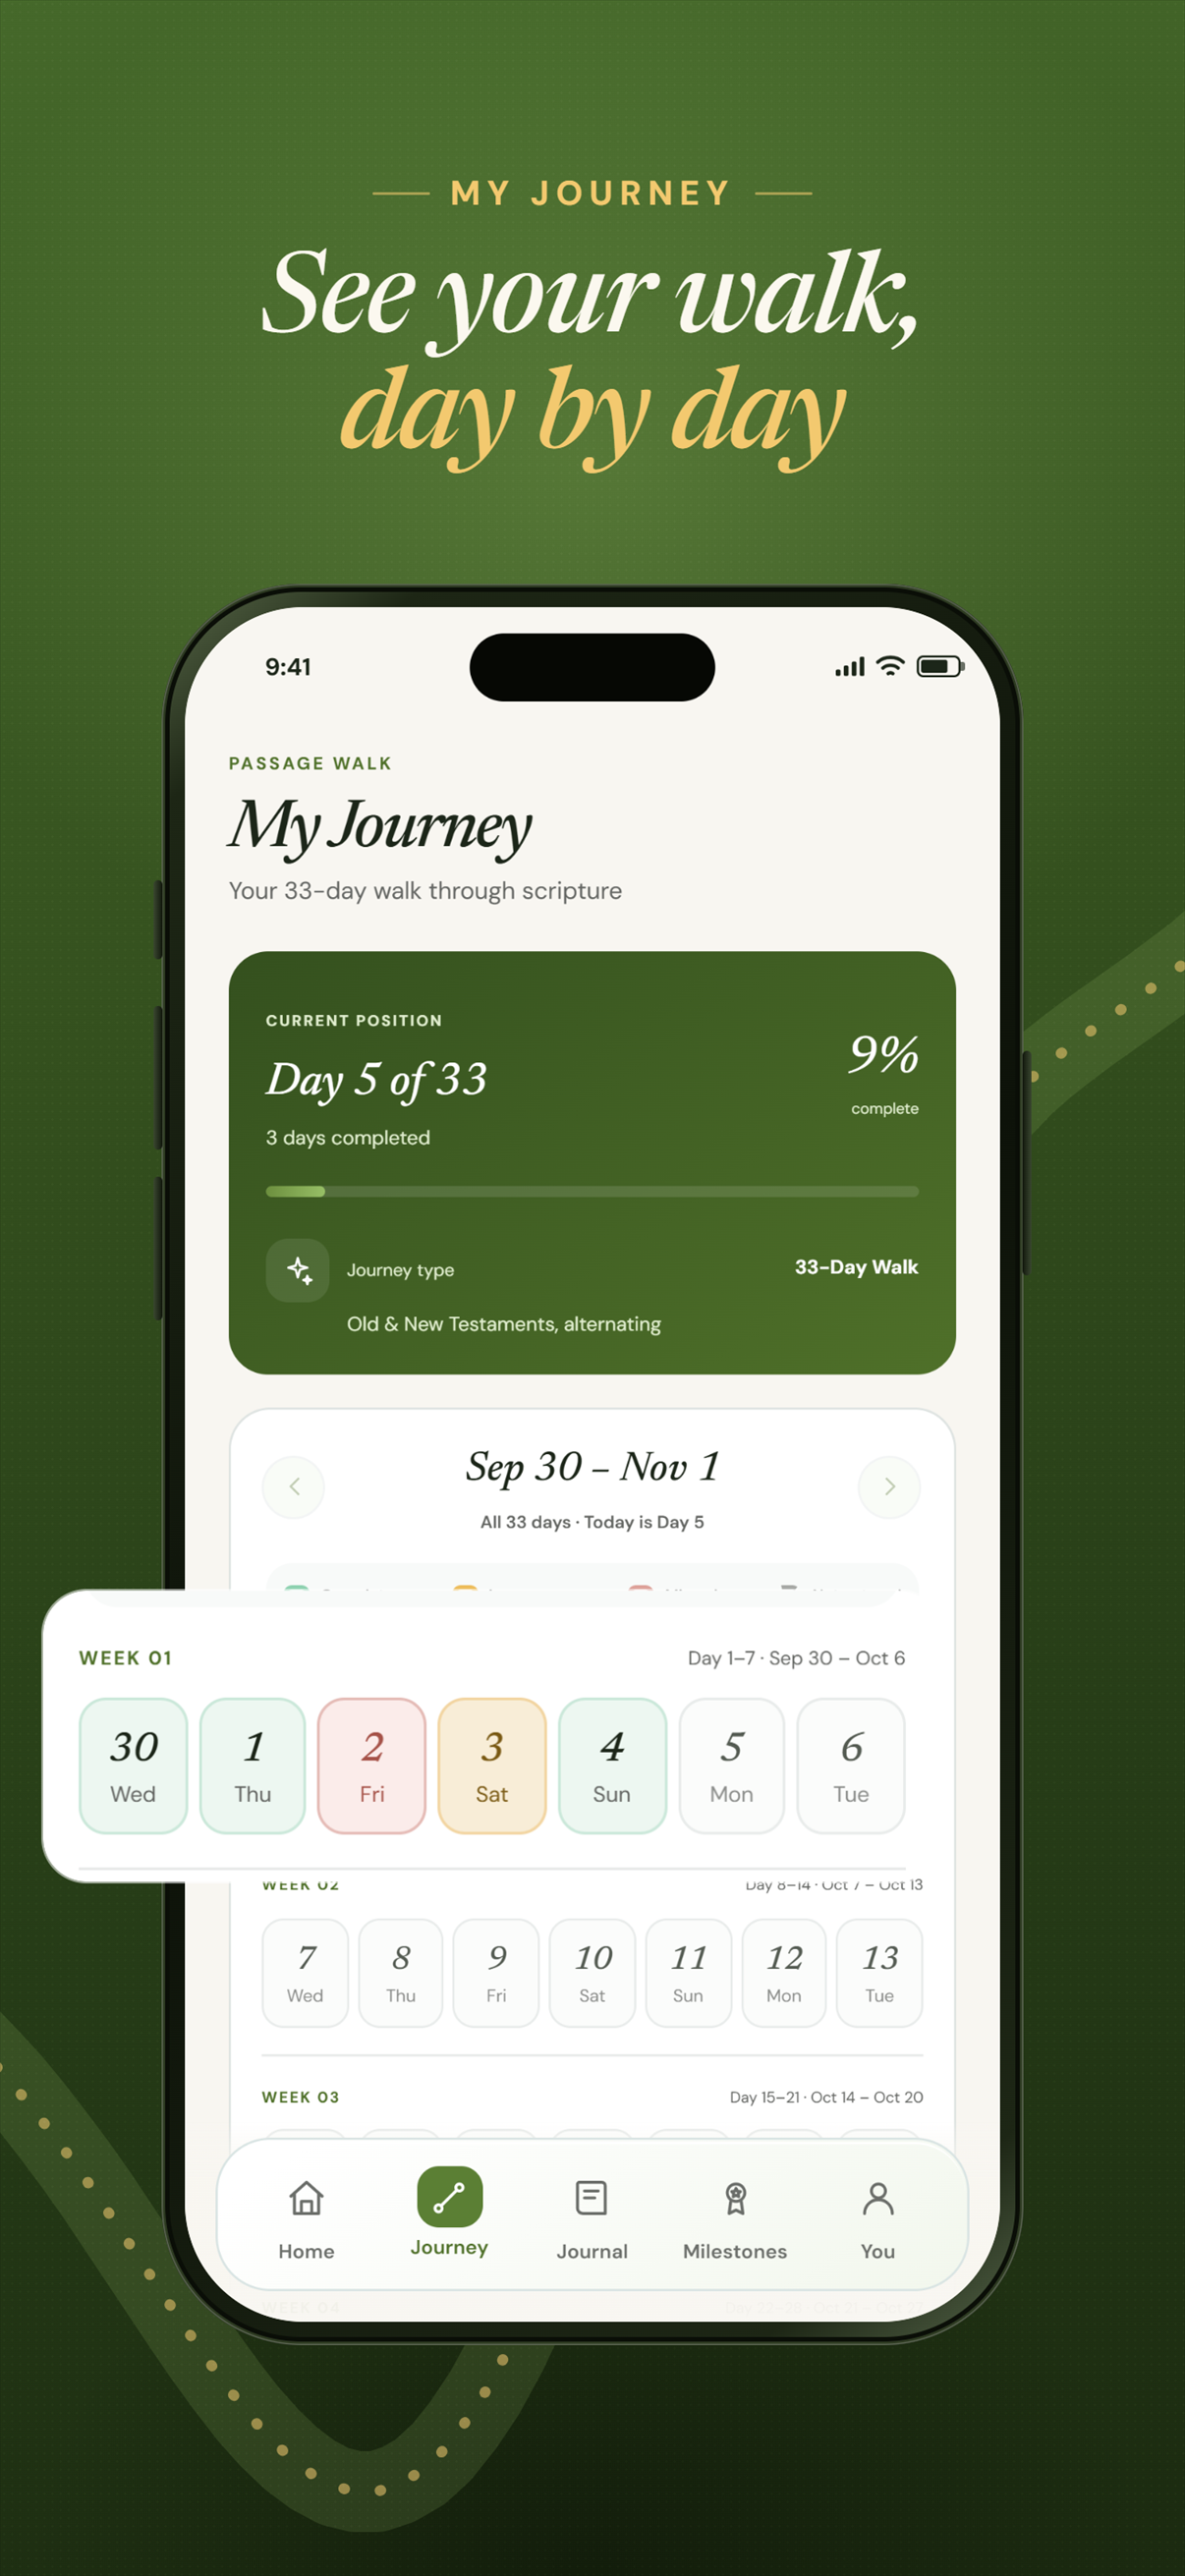 MY JOURNEY
See your walk,
day by day
9:41
PASSAGE WALK
My Journey
Your 33-day walk through scripture
CURRENT POSITION
Day 5 of 33
3 days completed
9%
complete
Journey type
33-Day Walk
Old & New Testaments, alternating
Sep 30 – Nov 1
All 33 days · Today is Day 5
WEEK 01
Day 1–7 · Sep 30 – Oct 6
30 1 2 3 4 5 6
Wed Thu Fri Sat Sun Mon Tue
WEEK 02
Day 8–14 · Oct 7 – Oct 13
7 8 9 10 11 12 13
Wed Thu Fri Sat Sun Mon Tue
WEEK 03
Day 15–21 · Oct 14 – Oct 20
Home Journey Journal Milestones You
WEEK 04